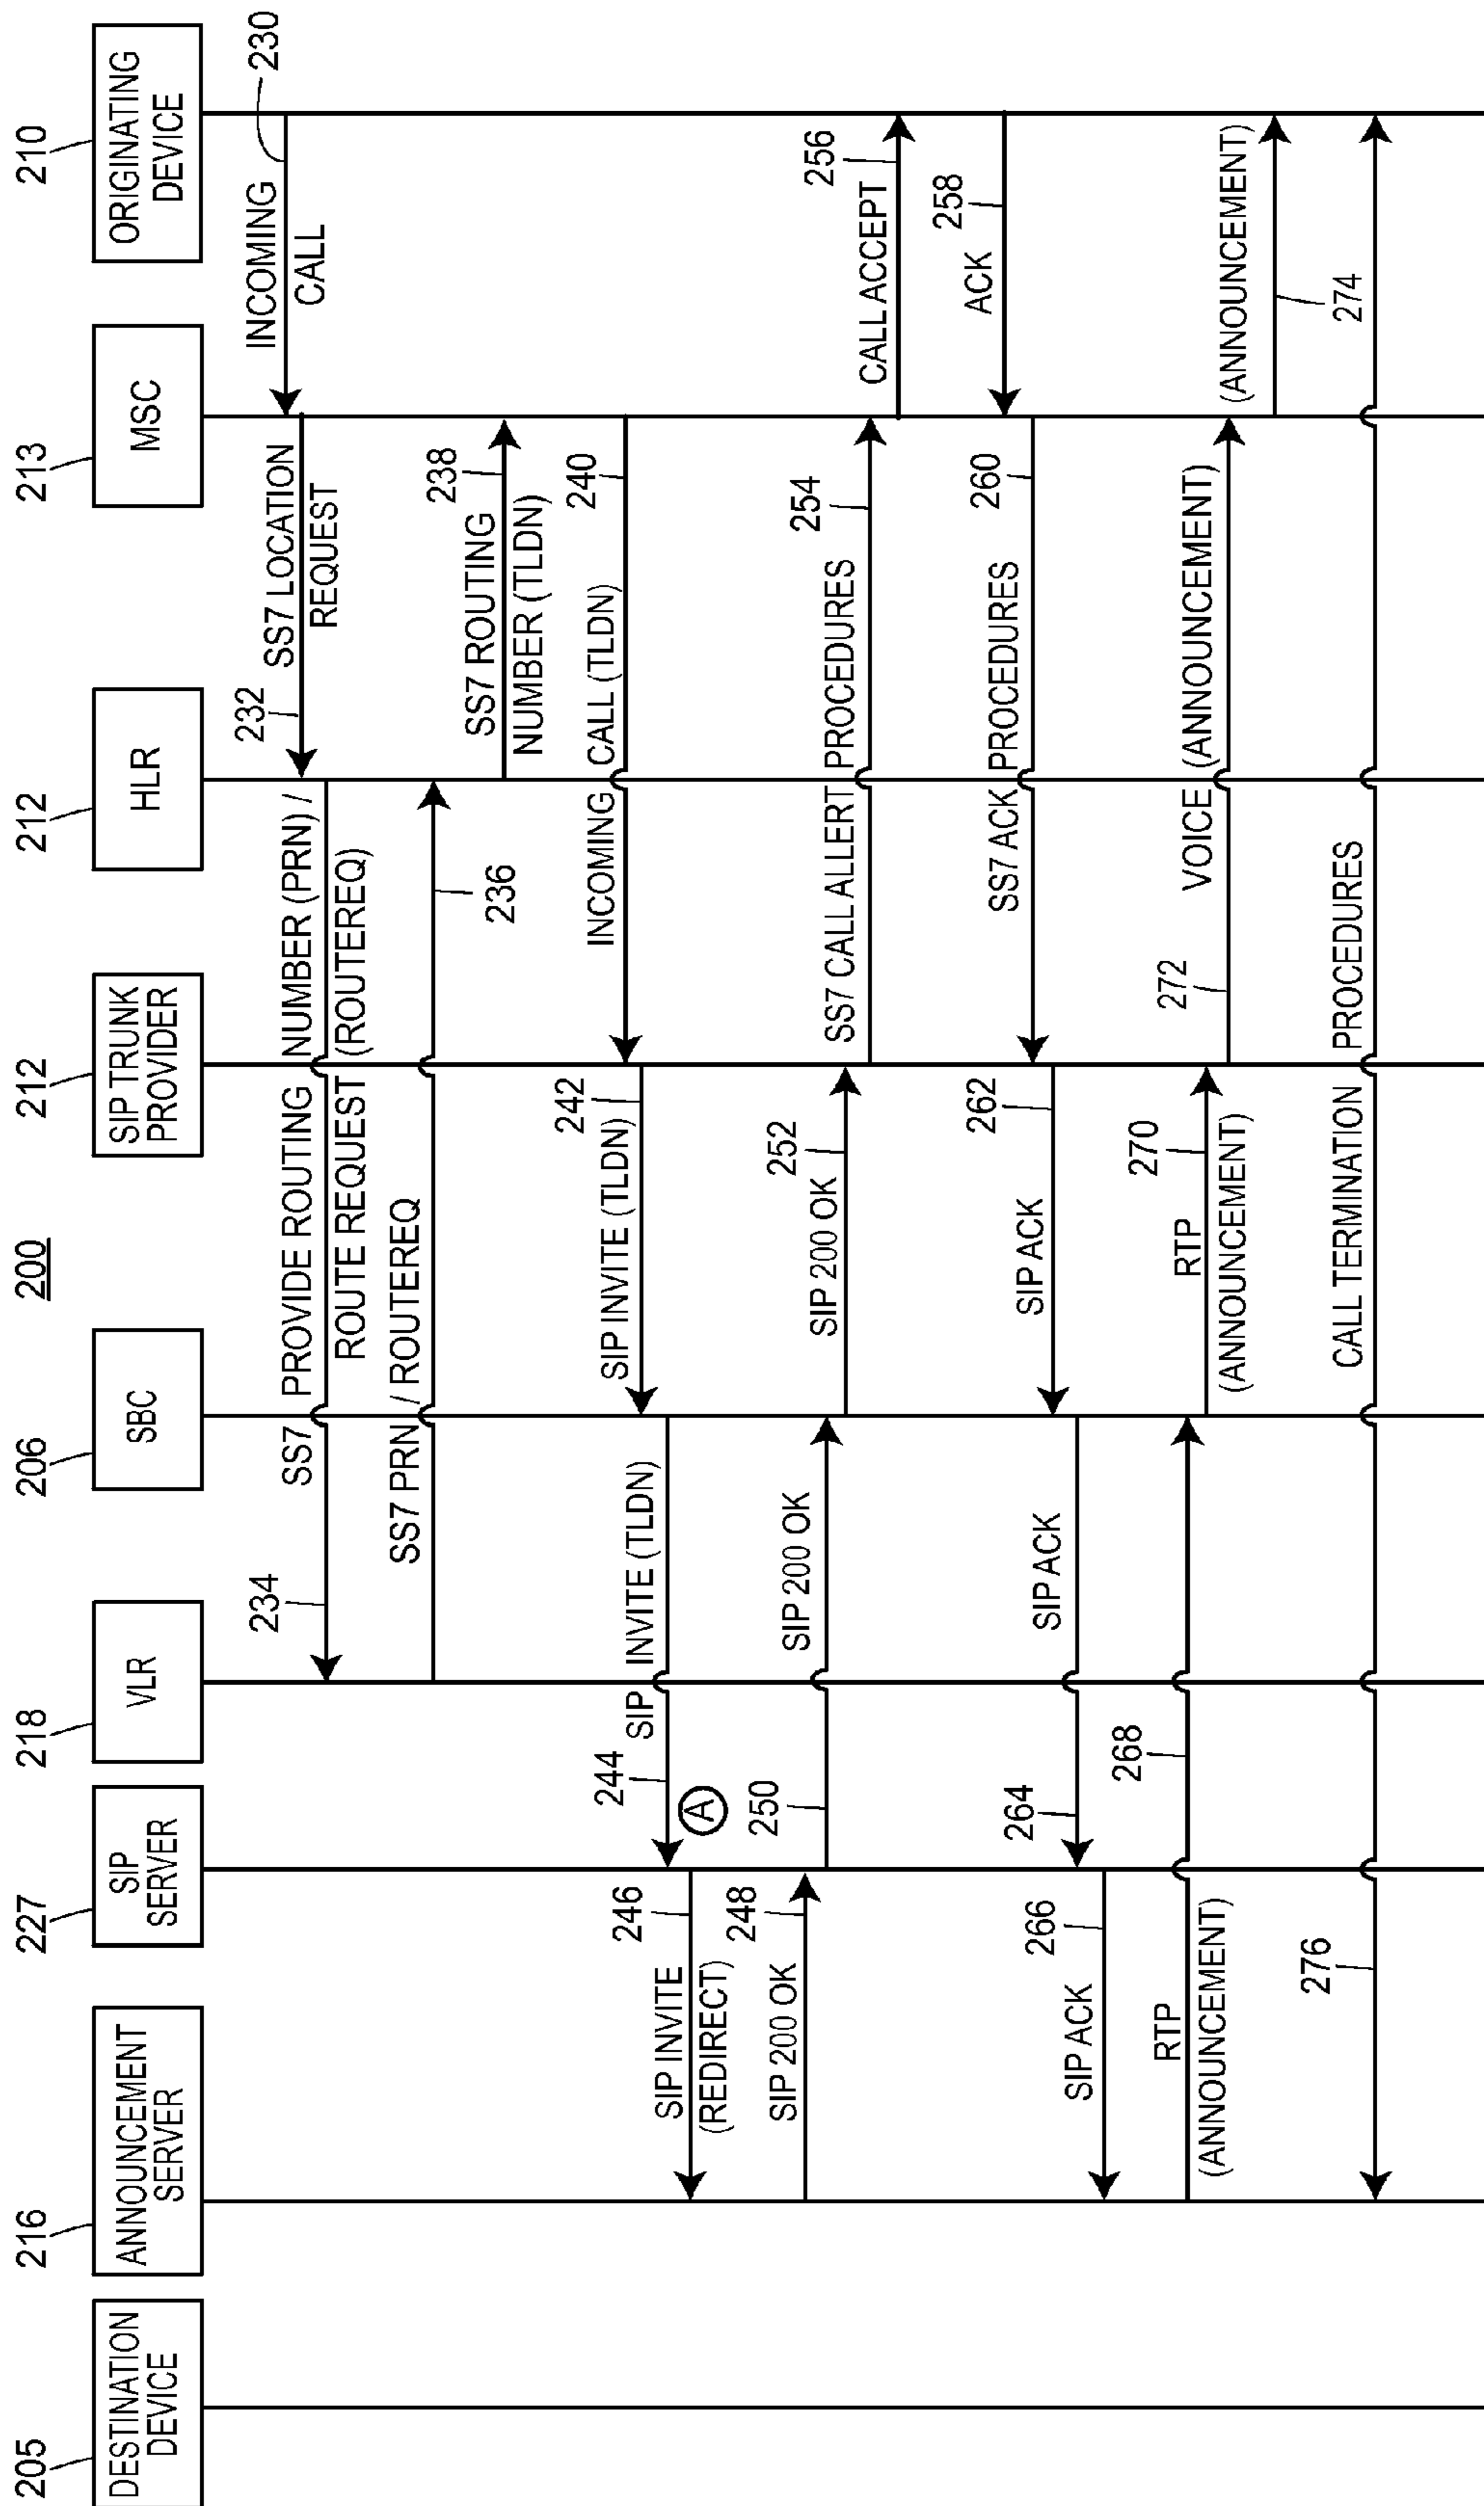 200
205
DESTINATION
DEVICE
216
ANNOUNCEMENT
SERVER
227
SIP
SERVER
218
VLR
206
SBC
212
SIP TRUNK
PROVIDER
212
HLR
213
MSC
210
ORIGINATING
DEVICE
INCOMING
CALL
230
232
SS7 LOCATION
REQUEST
234
SS7 PROVIDE ROUTING NUMBER (PRN) /
ROUTE REQUEST (ROUTEREQ)
SS7 PRN / ROUTEREQ
236
238
SS7 ROUTING
NUMBER (TLDN)
INCOMING CALL (TLDN)
240
SIP INVITE (TLDN)
242
244
SIP INVITE (TLDN)
A
246
SIP INVITE
(REDIRECT)
248
SIP 200 OK
250
SIP 200 OK
252
SIP 200 OK
SS7 CALL ALLERT PROCEDURES
254
CALL ACCEPT
256
ACK
258
SS7 ACK PROCEDURES
260
SIP ACK
262
264
SIP ACK
SIP ACK
266
RTP
(ANNOUNCEMENT)
268
RTP
(ANNOUNCEMENT)
270
272
VOICE (ANNOUNCEMENT)
(ANNOUNCEMENT)
274
276
CALL TERMINATION PROCEDURES